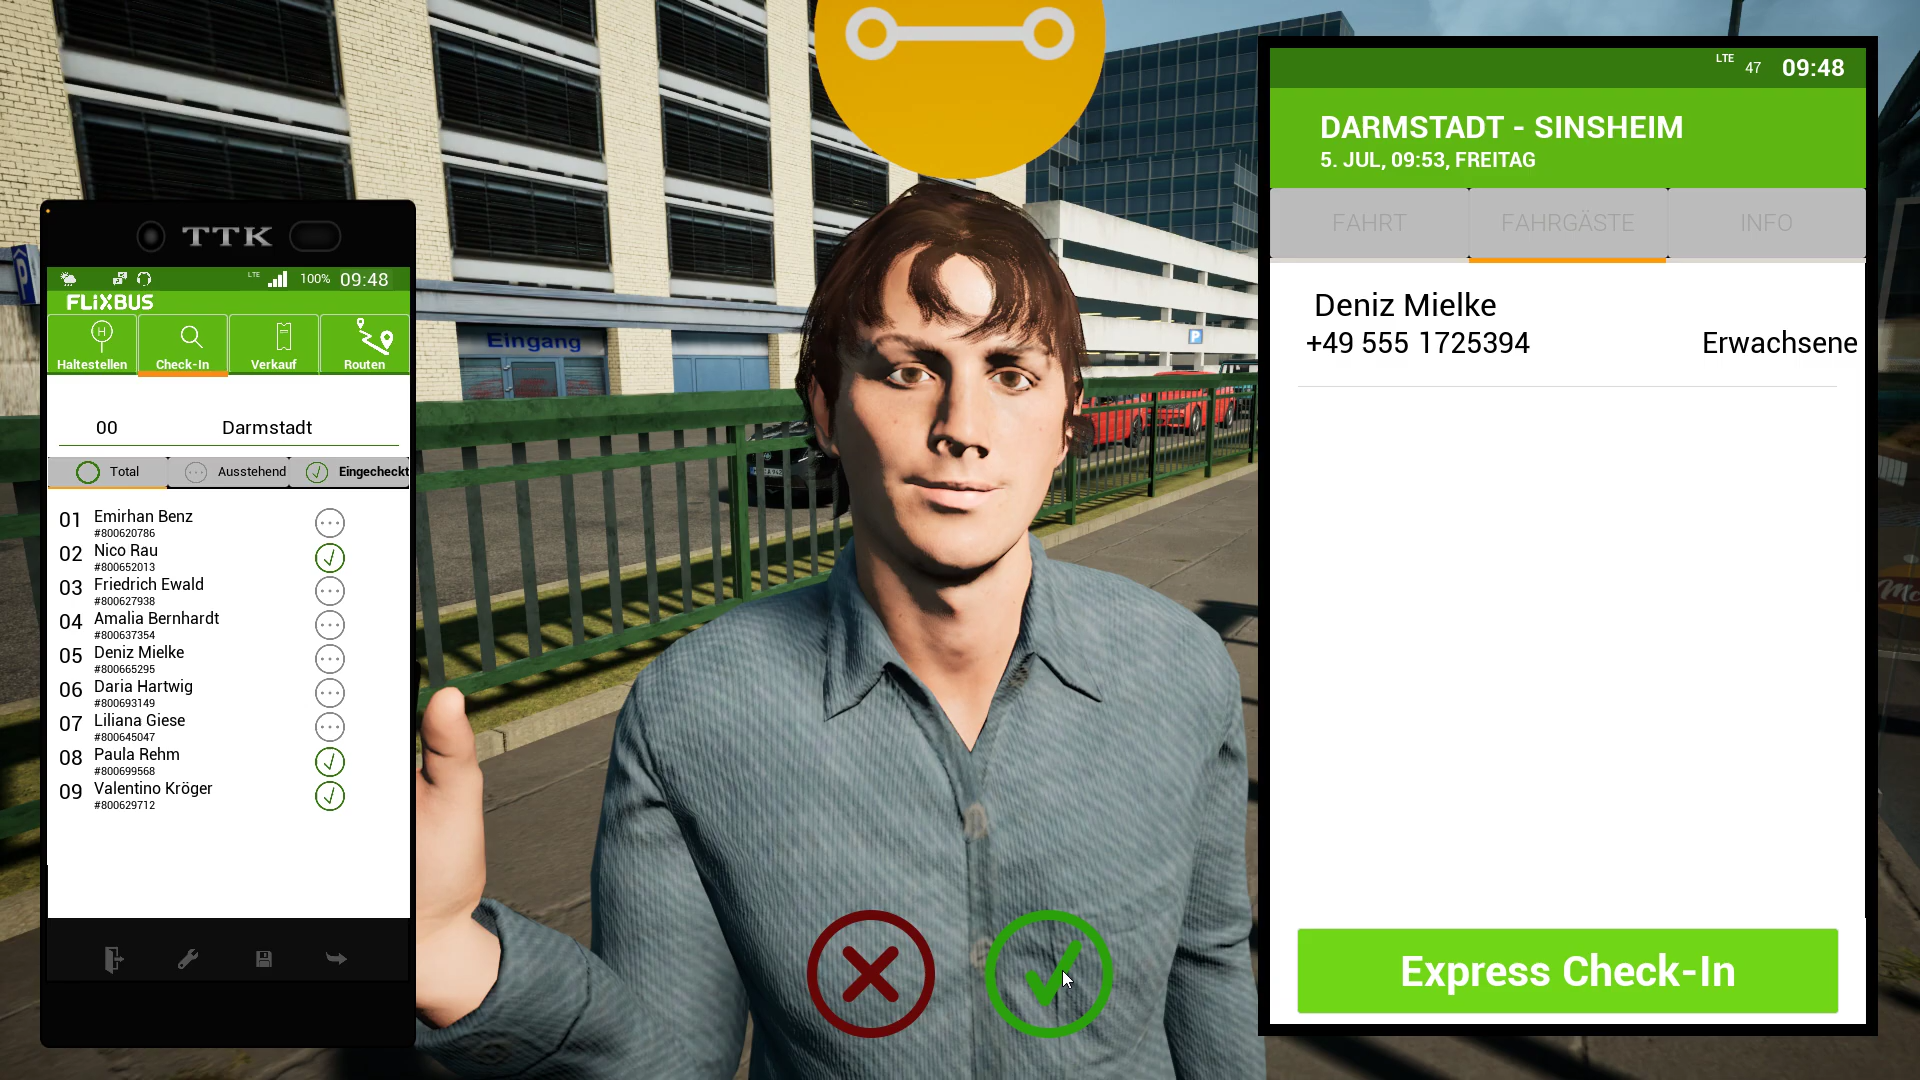 TTK
LTE 100% 09:48
FLiXBUS
H
Haltestellen Check-In Verkauf Routen
00 Darmstadt
Total Ausstehend Eingecheckt
01 Emirhan Benz
#800620786
02 Nico Rau
#800652013
03 Friedrich Ewald
#800627938
04 Amalia Bernhardt
#800637354
05 Deniz Mielke
#800665295
06 Daria Hartwig
#800693149
07 Liliana Giese
#800645047
08 Paula Rehm
#800699568
09 Valentino Kröger
#800629712
Eingang
P
P
LTE 47 09:48
DARMSTADT - SINSHEIM
5. JUL, 09:53, FREITAG
FAHRT FAHRGÄSTE INFO
Deniz Mielke
+49 555 1725394 Erwachsene
Express Check-In